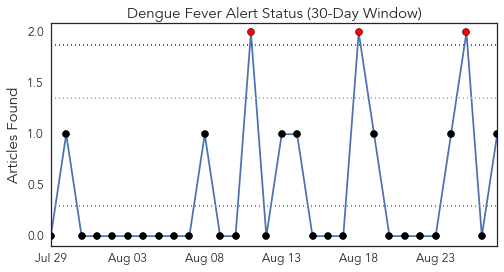 Dengue Fever Alert Status (30-Day Window)
Articles Found
2.0
1.5
1.0
0.5
0.0
Jul 29
Aug 03
Aug 08
Aug 13
Aug 18
Aug 23